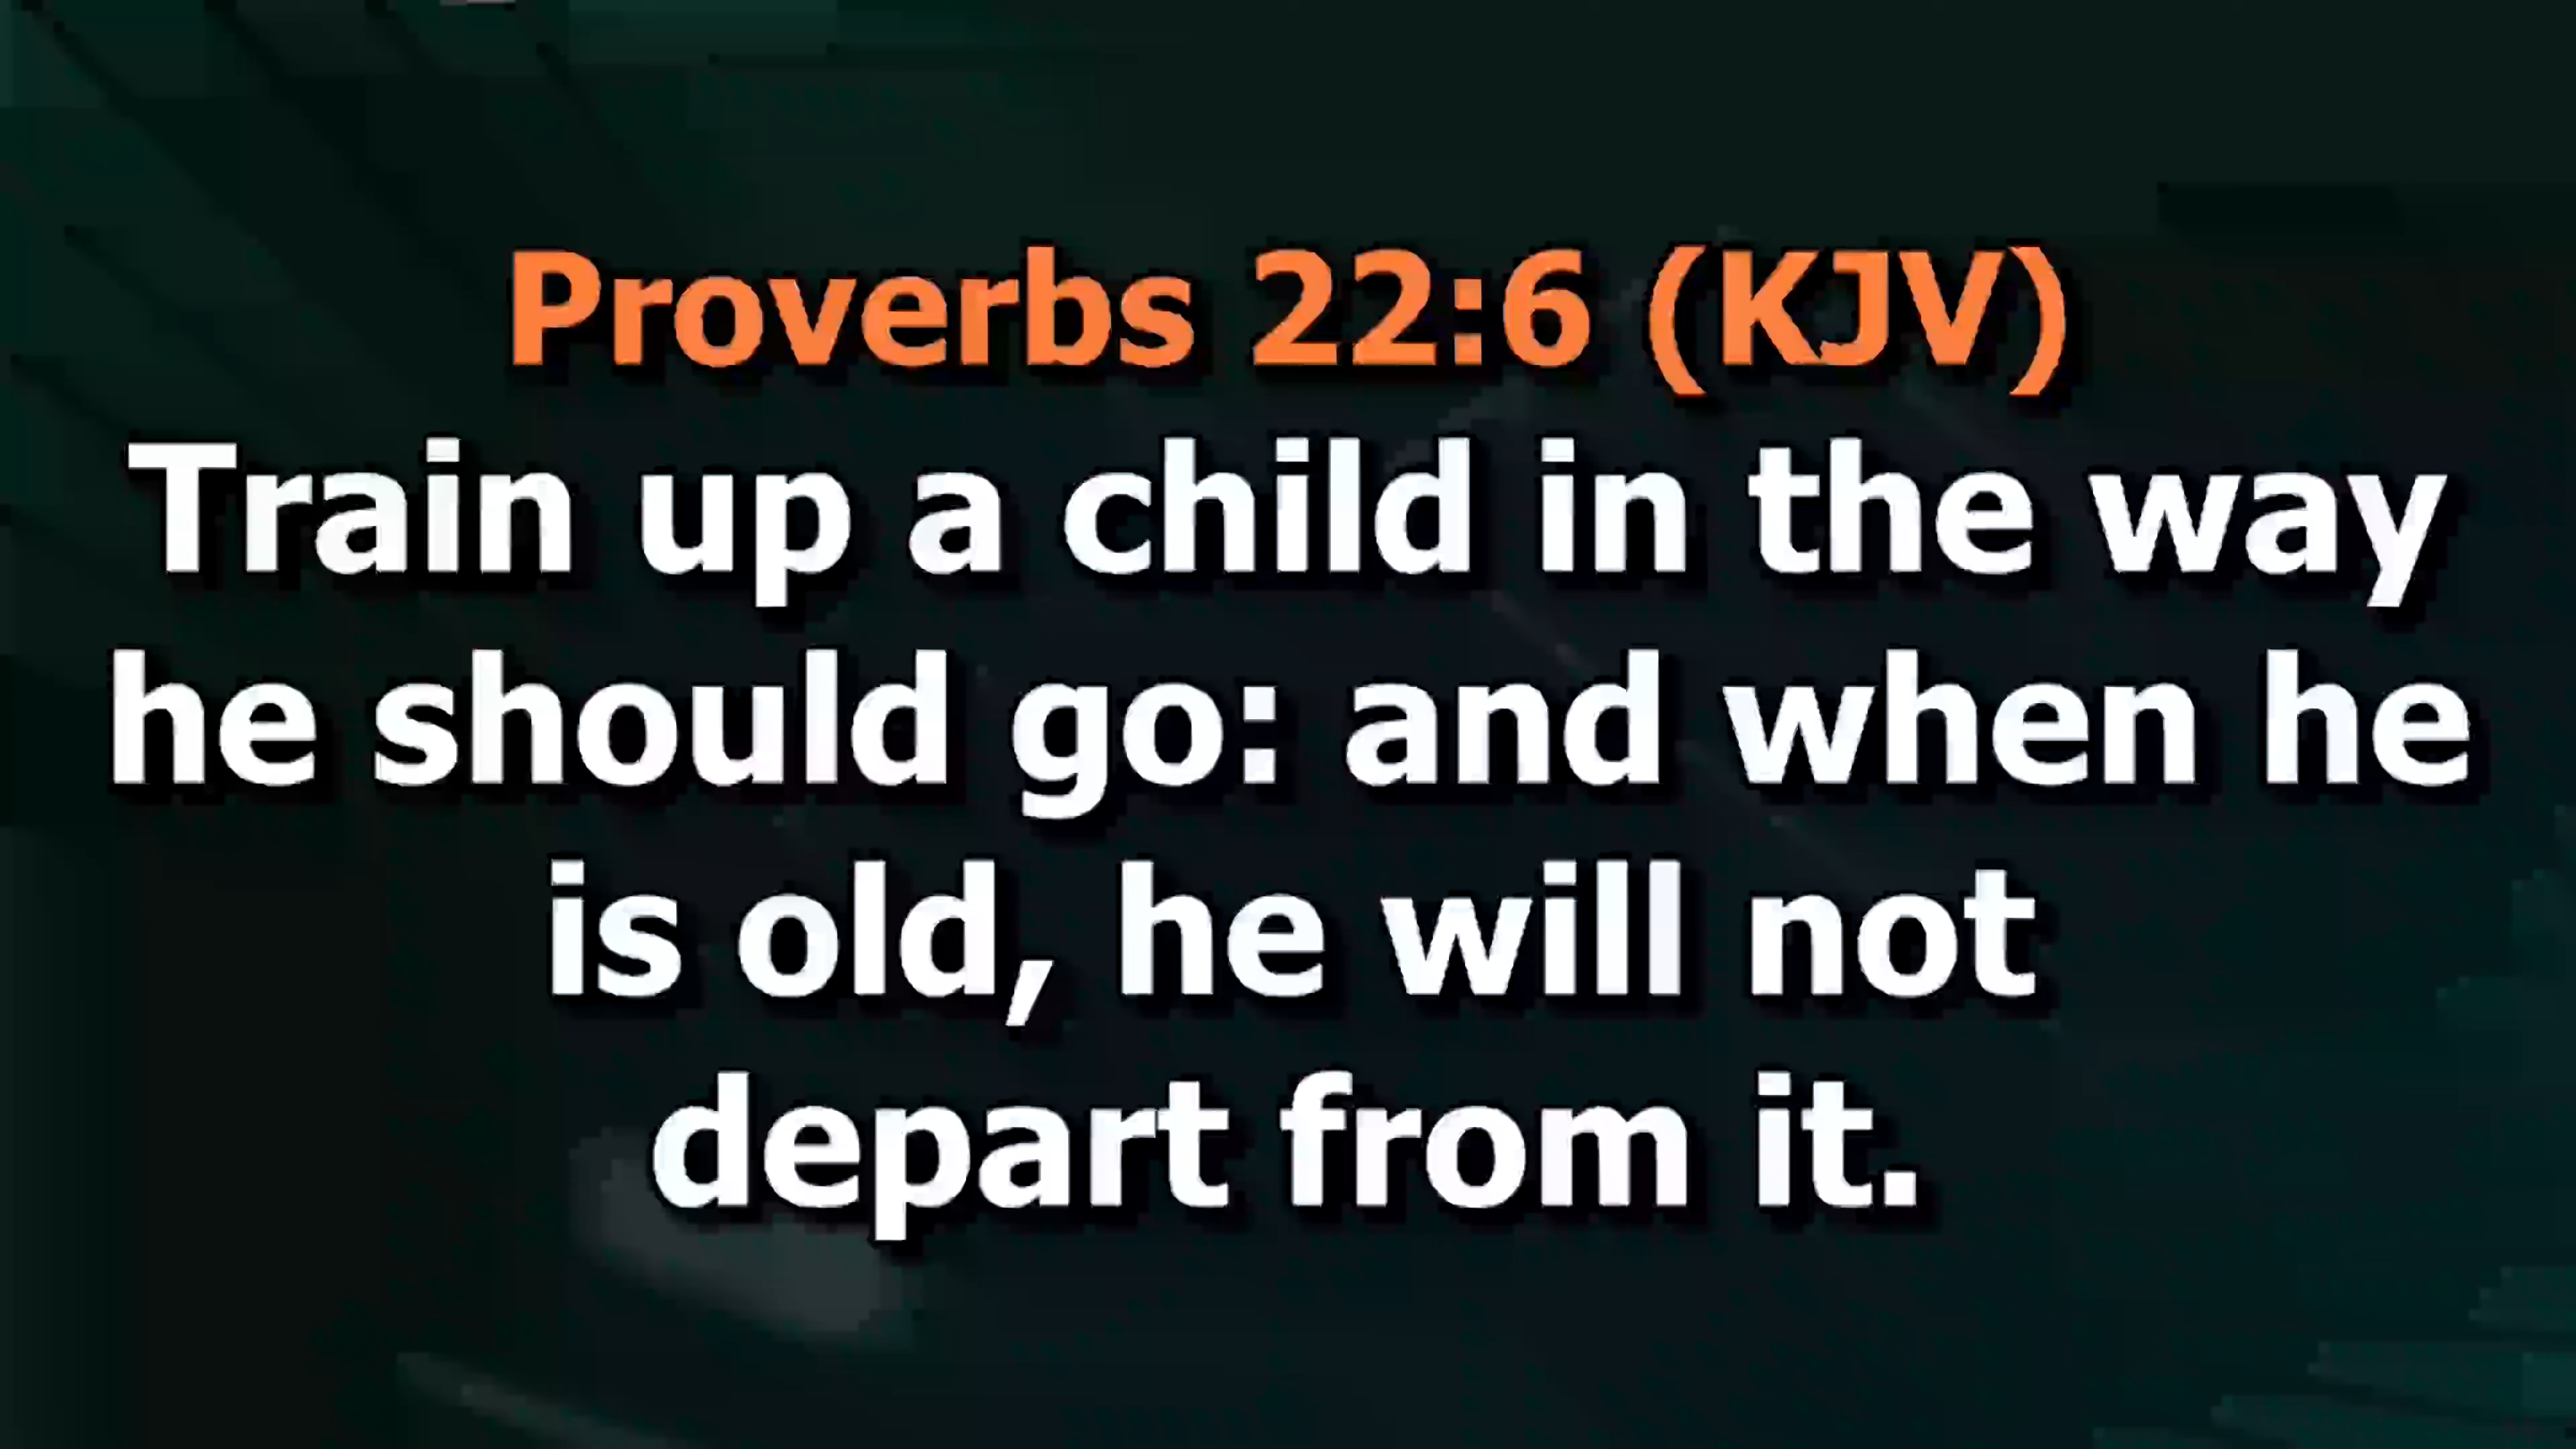 Proverbs 22:6 (KJV)
Train up a child in the way
he should go: and when he
is old, he will not
depart from it.